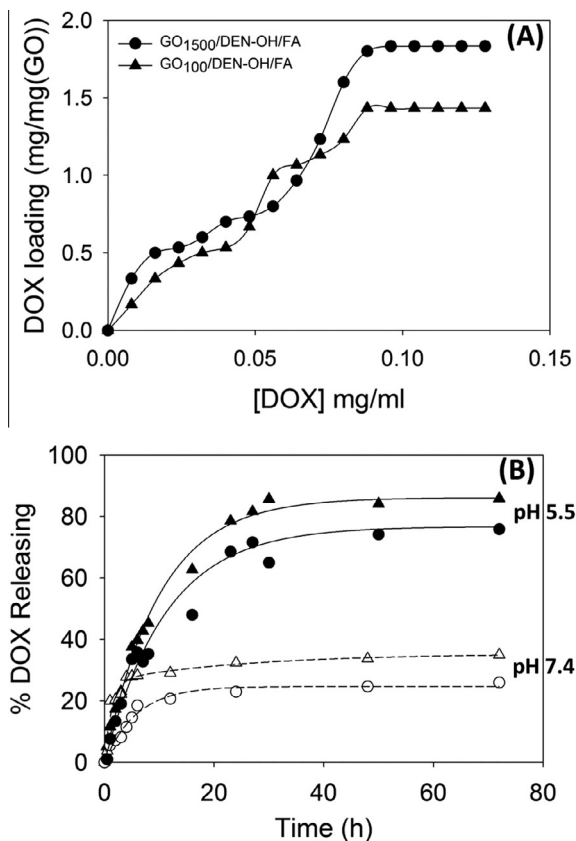 (A)
GO1500/DEN-OH/FA
GO100/DEN-OH/FA
2.0
1.5
1.0
0.5
0.0
DOX loading (mg/mg(GO))
0.00 0.05 0.10 0.15
[DOX] mg/ml
(B)
100
80
60
40
20
0
% DOX Releasing
pH 5.5
pH 7.4
0 20 40 60 80
Time (h)